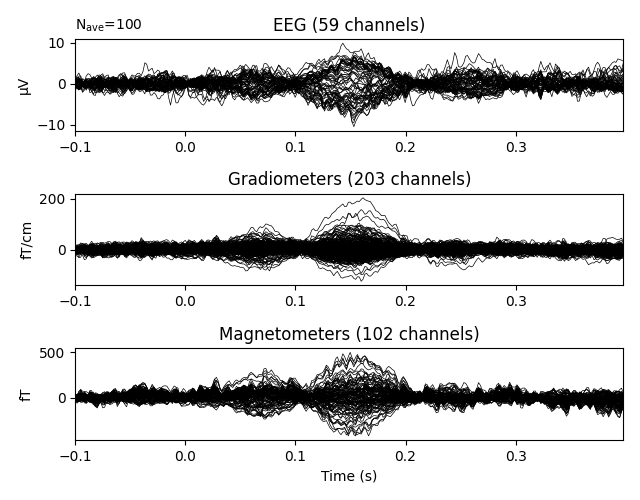 Nave=100
EEG (59 channels)
10
0
−10
µV
−0.1 0.0 0.1 0.2 0.3
Gradiometers (203 channels)
200
0
fT/cm
−0.1 0.0 0.1 0.2 0.3
Magnetometers (102 channels)
500
0
fT
−0.1 0.0 0.1 0.2 0.3
Time (s)